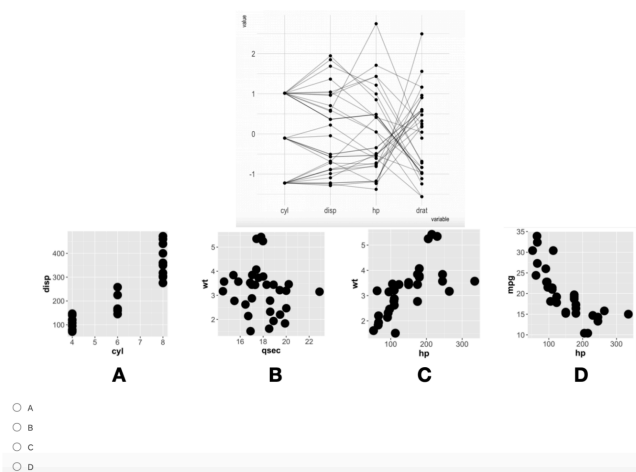 value
2
1
0
-1
cyl disp hp drat
variable
disp
400
300
200
100
4 5 6 7 8
cyl
A
wt
5
4
3
2
16 18 20 22
qsec
B
wt
5
4
3
2
100 200 300
hp
C
mpg
35
30
25
20
15
10
100 200 300
hp
D
A
B
C
D